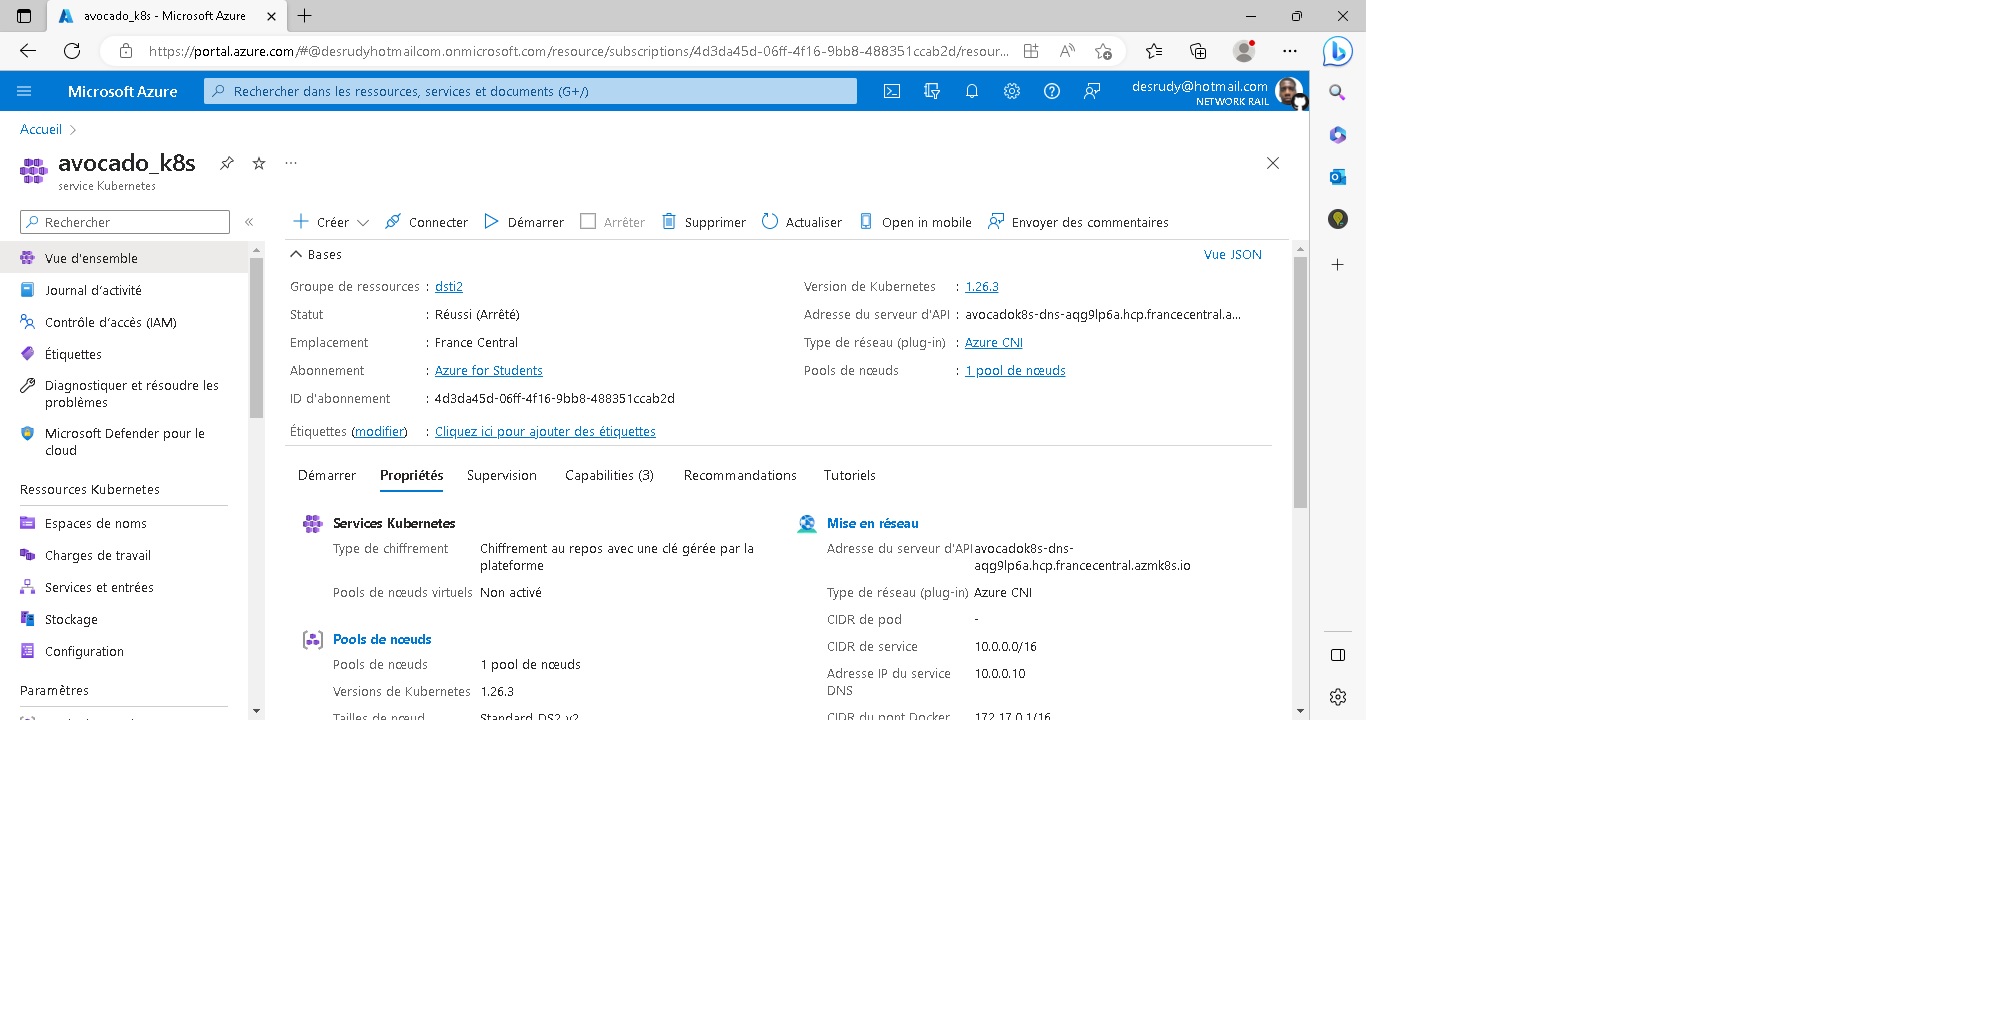 avocado_k8s - Microsoft Azure
https://portal.azure.com/#@desrudyhotmailcom.onmicrosoft.com/resource/subscriptions/4d3da45d-06ff-4f16-9bb8-488351ccab2d/resour...
Microsoft Azure
Rechercher dans les ressources, services et documents (G+/)
desrudy@hotmail.com
NETWORK RAIL
Accueil
avocado_k8s
service Kubernetes
Rechercher
Vue d'ensemble
Journal d'activité
Contrôle d'accès (IAM)
Étiquettes
Diagnostiquer et résoudre les
problèmes
Microsoft Defender pour le
cloud
Ressources Kubernetes
Espaces de noms
Charges de travail
Services et entrées
Stockage
Configuration
Paramètres
Créer Connecter Démarrer Arrêter Supprimer Actualiser Open in mobile Envoyer des commentaires
Bases
Vue JSON
Groupe de ressources : dsti2
Statut : Réussi (Arrêté)
Emplacement : France Central
Abonnement : Azure for Students
ID d'abonnement : 4d3da45d-06ff-4f16-9bb8-488351ccab2d
Étiquettes (modifier) : Cliquez ici pour ajouter des étiquettes
Version de Kubernetes : 1.26.3
Adresse du serveur d'API : avocadok8s-dns-aqg9lp6a.hcp.francecentral.a...
Type de réseau (plug-in) : Azure CNI
Pools de nœuds : 1 pool de nœuds
Démarrer Propriétés Supervision Capabilities (3) Recommandations Tutoriels
Services Kubernetes
Type de chiffrement Chiffrement au repos avec une clé gérée par la
plateforme
Pools de nœuds virtuels Non activé
Pools de nœuds
Pools de nœuds 1 pool de nœuds
Versions de Kubernetes 1.26.3
Tailles de nœud Standard_DS2_v2
Mise en réseau
Adresse du serveur d'API avocadok8s-dns-
aqg9lp6a.hcp.francecentral.azmk8s.io
Type de réseau (plug-in) Azure CNI
CIDR de pod -
CIDR de service 10.0.0.0/16
Adresse IP du service 10.0.0.10
DNS
CIDR du pont Docker 172.17.0.1/16